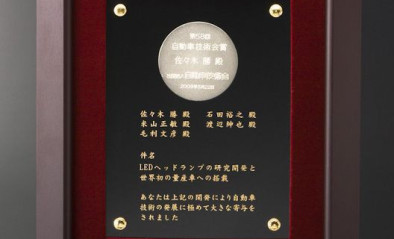 第58回
自動車技術会賞
佐々木 勝 殿
佐々木 勝 殿 石田裕之 殿
米山正敏 殿 渡辺紳也 殿
毛利文彦 殿
件名
LEDヘッドランプの研究開発と
世界初の量産車への搭載
あなたは上記の開発により自動車
技術の発展に極めて大きな寄与を
されました